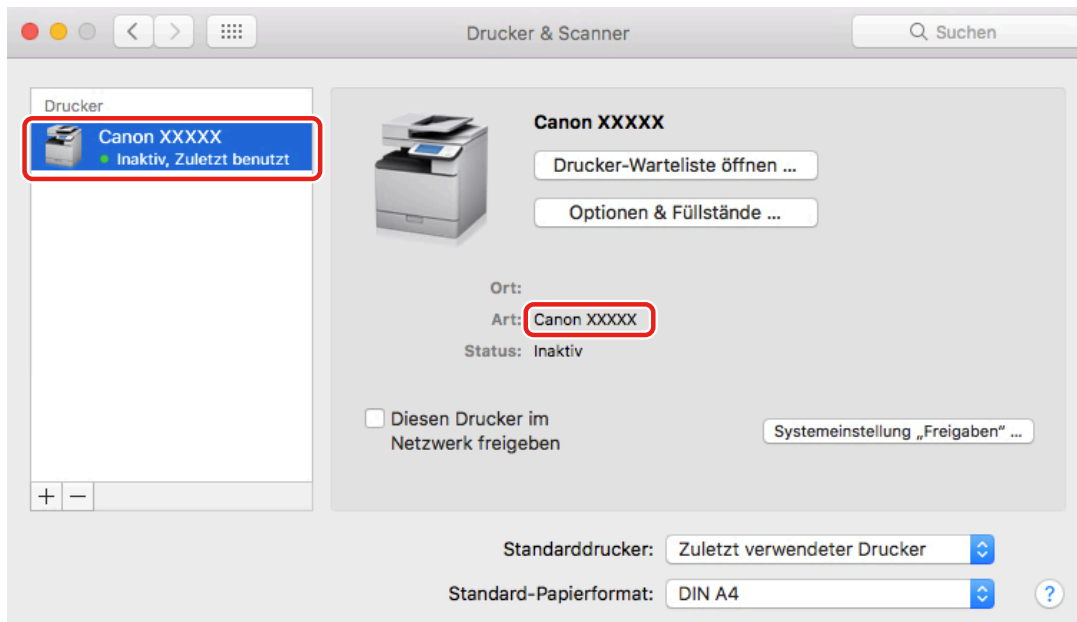 Drucker & Scanner
Suchen
Drucker
Canon XXXXX
Inaktiv, Zuletzt benutzt
Canon XXXXX
Drucker-Warteliste öffnen ...
Optionen & Füllstände ...
Ort:
Art: Canon XXXXX
Status: Inaktiv
Diesen Drucker im
Netzwerk freigeben
Systemeinstellung „Freigaben“ ...
+ −
Standarddrucker: Zuletzt verwendeter Drucker
Standard-Papierformat: DIN A4
?